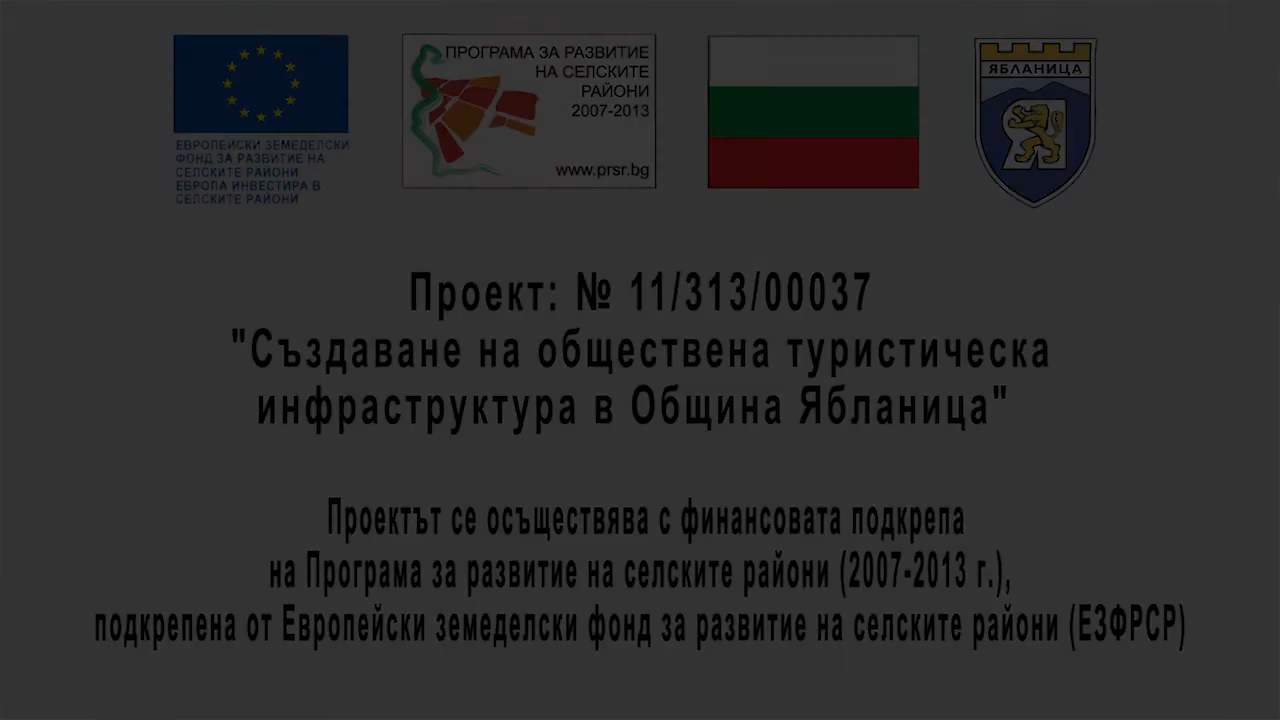 ЕВРОПЕЙСКИ ЗЕМЕДЕЛСКИ
ФОНД ЗА РАЗВИТИЕ НА
СЕЛСКИТЕ РАЙОНИ
ЕВРОПА ИНВЕСТИРА В
СЕЛСКИТЕ РАЙОНИ
ПРОГРАМА ЗА РАЗВИТИЕ
НА СЕЛСКИТЕ
РАЙОНИ
2007-2013
www.prsr.bg
ЯБЛАНИЦА
Проект: № 11/313/00037
"Създаване на обществена туристическа
инфраструктура в Община Ябланица"
Проектът се осъществява с финансовата подкрепа
на Програма за развитие на селските райони (2007-2013 г.),
подкрепена от Европейски земеделски фонд за развитие на селските райони (ЕЗФРСР)